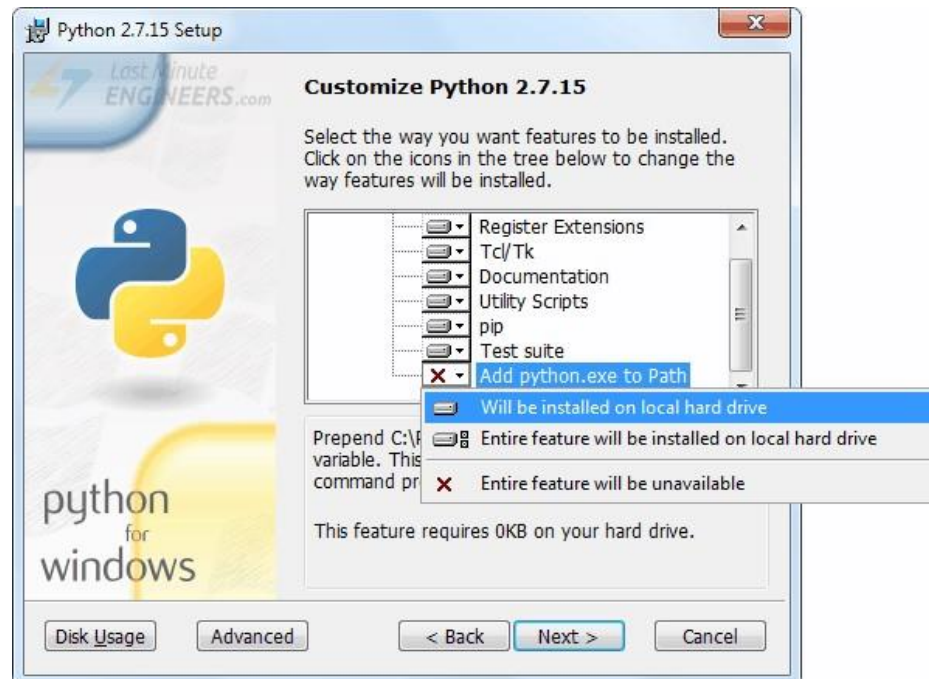 Python 2.7.15 Setup
Last Minute
ENGINEERS.com
Customize Python 2.7.15
Select the way you want features to be installed.
Click on the icons in the tree below to change the
way features will be installed.
Register Extensions
Tcl/Tk
Documentation
Utility Scripts
pip
Test suite
Add python.exe to Path
Will be installed on local hard drive
Entire feature will be installed on local hard drive
Entire feature will be unavailable
Prepend C:\
variable. This
command pr
This feature requires 0KB on your hard drive.
python
for
windows
Disk Usage
Advanced
< Back
Next >
Cancel